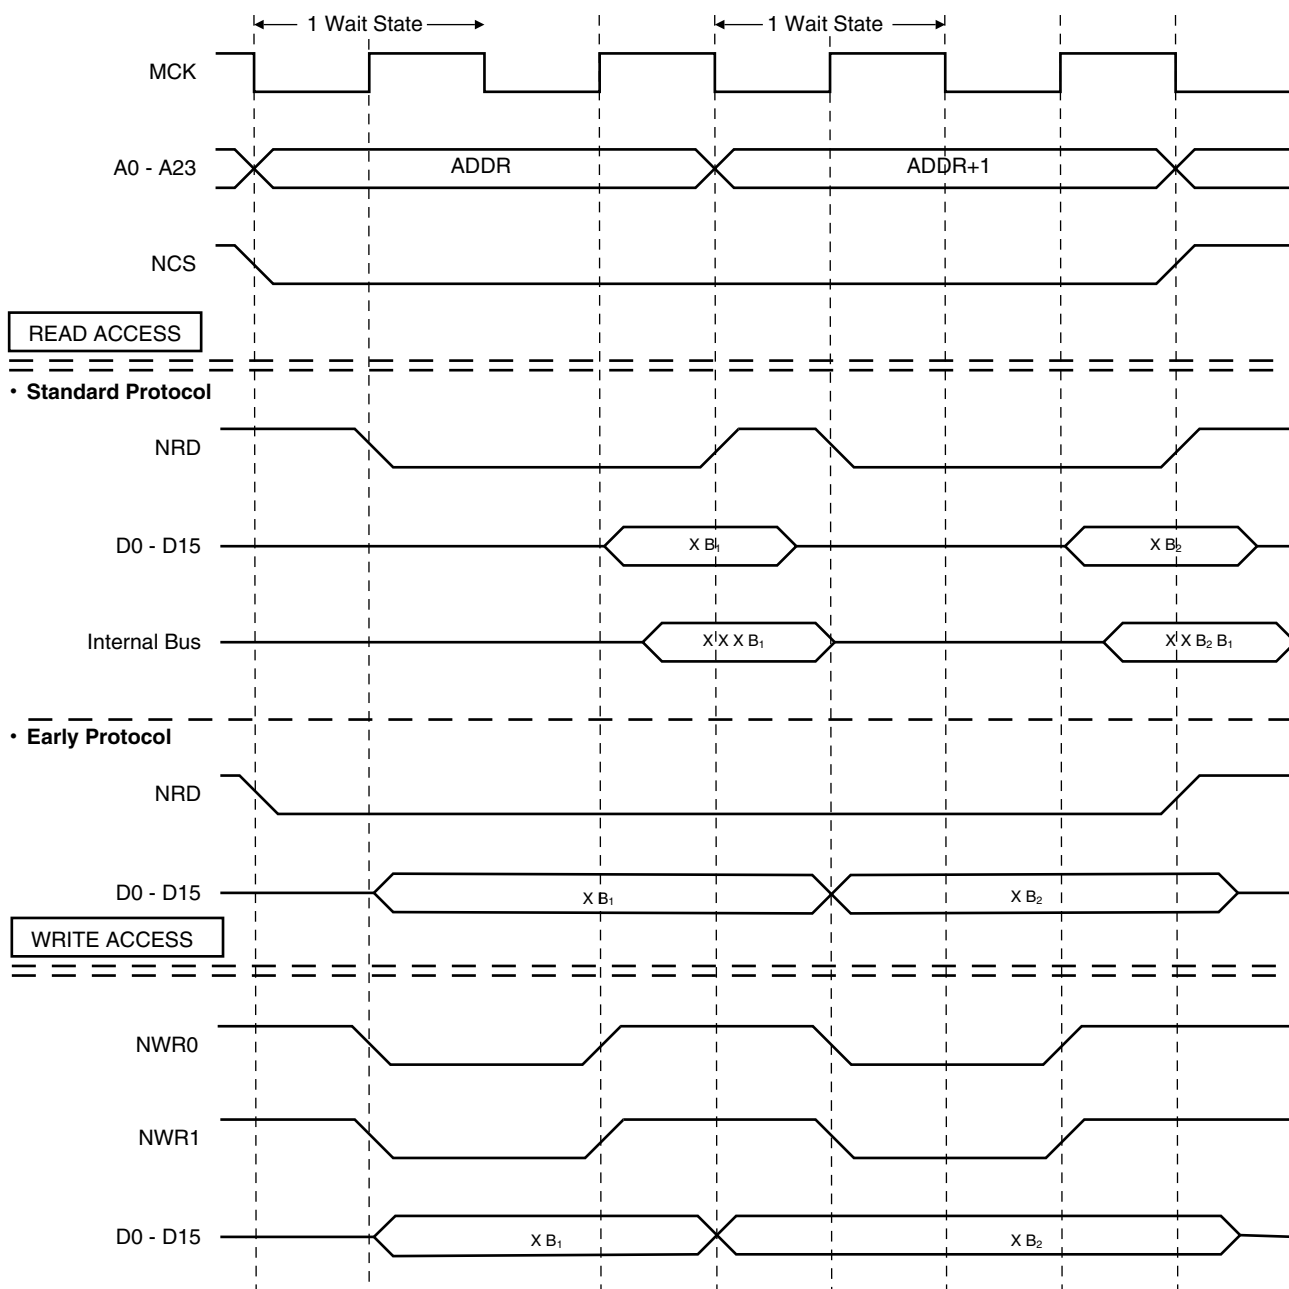 1 Wait State 1 Wait State
MCK
A0 - A23 ADDR ADDR+1
NCS
READ ACCESS
• Standard Protocol
NRD
D0 - D15 X B₁ X B₂
Internal Bus X X X B₁ X X B₂ B₁
• Early Protocol
NRD
D0 - D15 X B₁ X B₂
WRITE ACCESS
NWR0
NWR1
D0 - D15 X B₁ X B₂